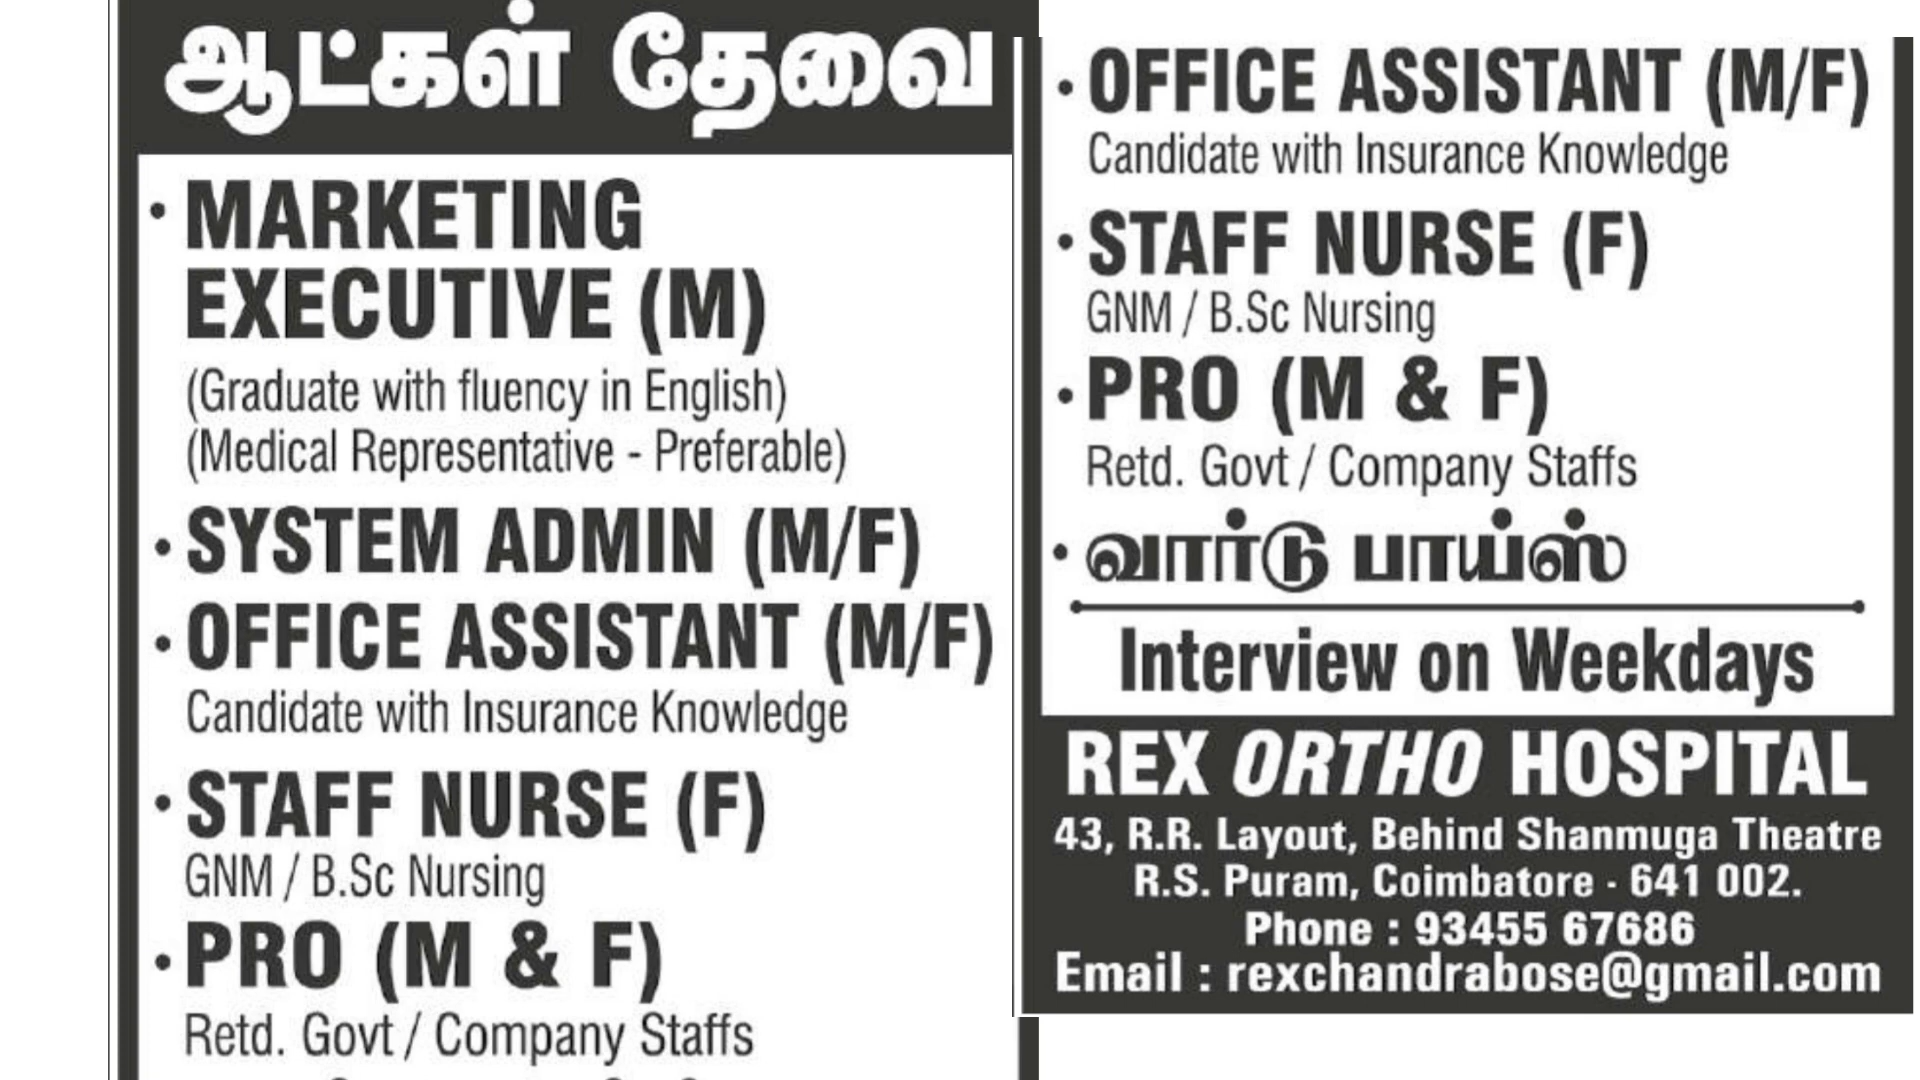 ஆட்கள் தேவை
• MARKETING
EXECUTIVE (M)
(Graduate with fluency in English)
(Medical Representative - Preferable)
• SYSTEM ADMIN (M/F)
• OFFICE ASSISTANT (M/F)
Candidate with Insurance Knowledge
• STAFF NURSE (F)
GNM / B.Sc Nursing
• PRO (M & F)
Retd. Govt / Company Staffs
• OFFICE ASSISTANT (M/F)
Candidate with Insurance Knowledge
• STAFF NURSE (F)
GNM / B.Sc Nursing
• PRO (M & F)
Retd. Govt / Company Staffs
• வார்டு பாய்ஸ்
Interview on Weekdays
REX ORTHO HOSPITAL
43, R.R. Layout, Behind Shanmuga Theatre
R.S. Puram, Coimbatore - 641 002.
Phone : 93455 67686
Email : rexchandrabose@gmail.com